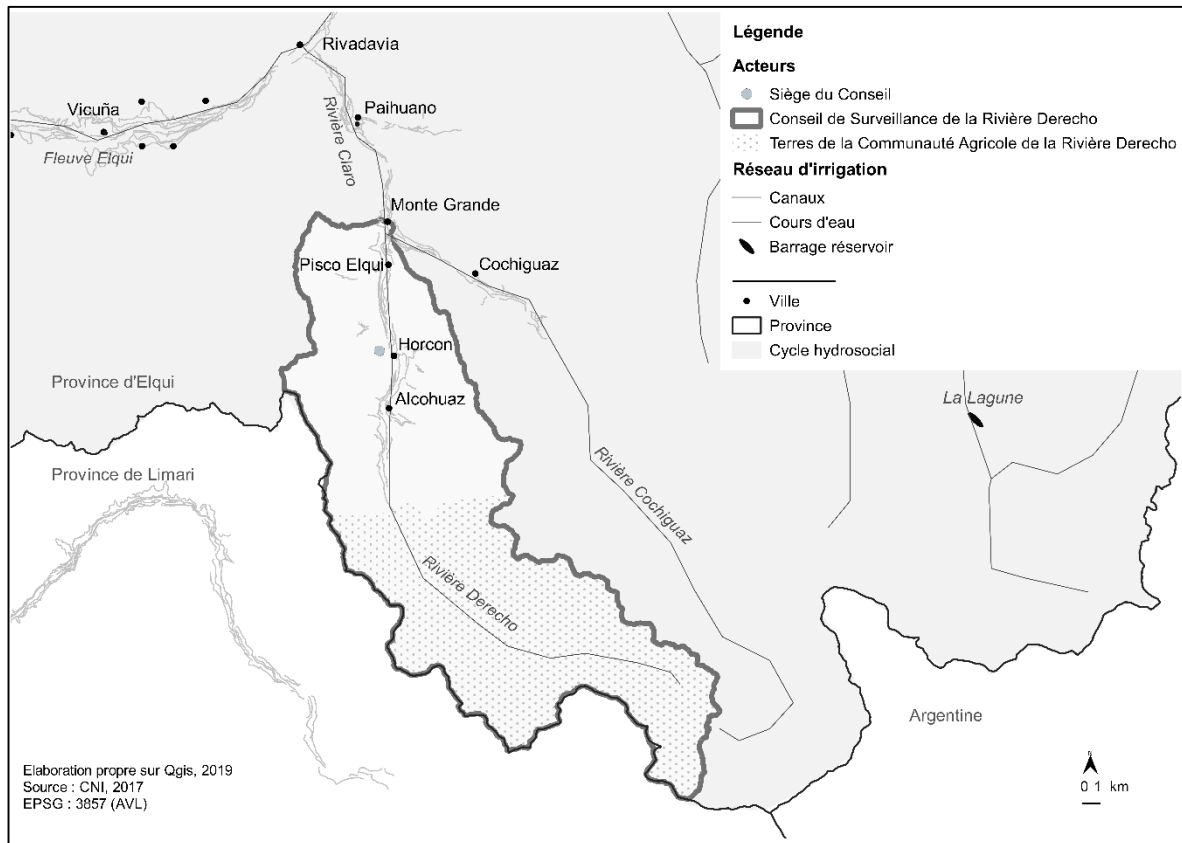 Rivadavia
Vicuña
Paihuano
Fleuve Elqui
Rivière Claro
Monte Grande
Pisco Elqui
Cochiguaz
Horcon
Alcohuaz
Province d'Elqui
Province de Limari
Rivière Cochiguaz
Rivière Derecho
La Lagune
Argentine
Légende
Acteurs
Siège du Conseil
Conseil de Surveillance de la Rivière Derecho
Terres de la Communauté Agricole de la Rivière Derecho
Réseau d'irrigation
Canaux
Cours d'eau
Barrage réservoir
Ville
Province
Cycle hydrosocial
Elaboration propre sur Qgis, 2019
Source : CNI, 2017
EPSG : 3857 (AVL)
N
0 1 km